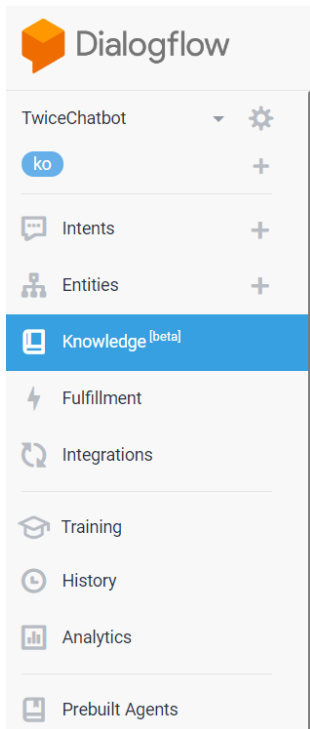 Dialogflow
TwiceChatbot
ko
Intents
Entities
Knowledge [beta]
Fulfillment
Integrations
Training
History
Analytics
Prebuilt Agents